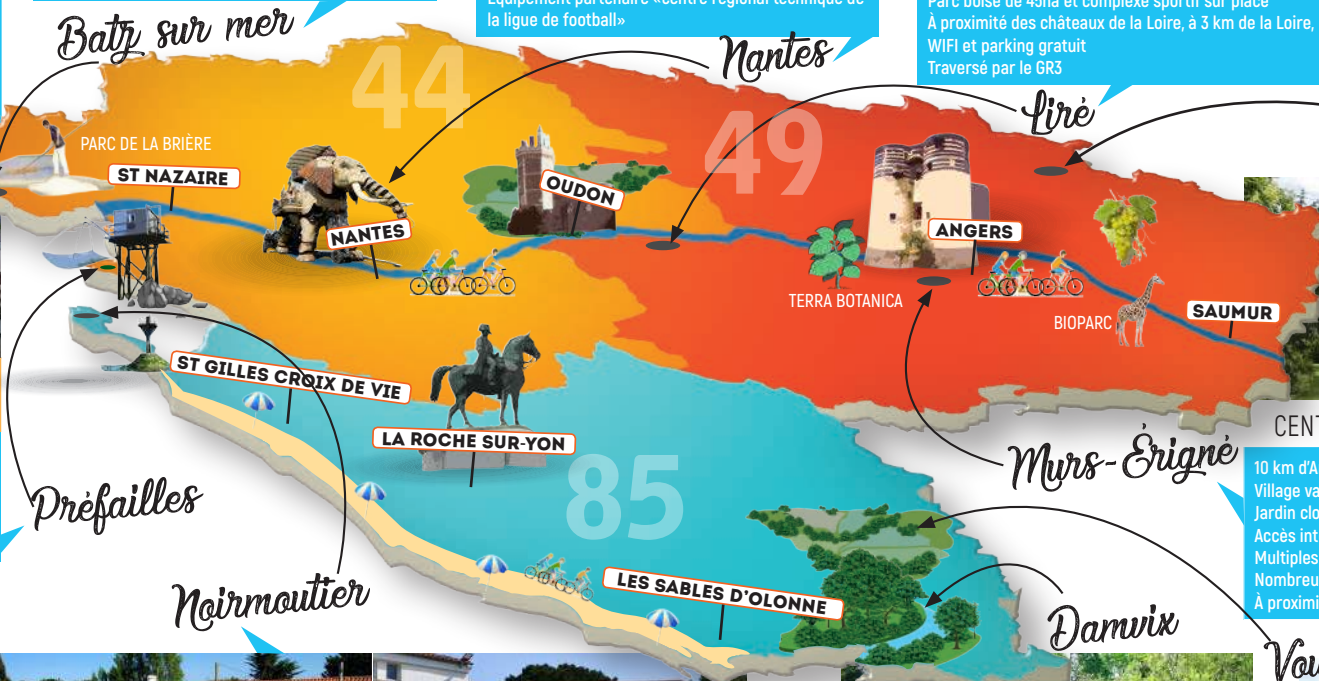 Équipement partenaire «centre régional technique de
la ligue de football»
Parc boisé de 45ha et complexe sportif sur place
À proximité des châteaux de la Loire, à 3 km de la Loire,
WIFI et parking gratuit
Traversé par le GR3
Batz sur mer
Nantes
Liré
44
49
PARC DE LA BRIÈRE
ST NAZAIRE
OUDON
NANTES
ANGERS
TERRA BOTANICA
BIOPARC
SAUMUR
ST GILLES CROIX DE VIE
LA ROCHE SUR-YON
85
Murs-Érigné
Préfailles
Noirmoutier
LES SABLES D'OLONNE
Damvix
CENT
10 km d'A
Village va
Jardin clo
Accès int
Multiples
Nombreu
À proximi
Vou